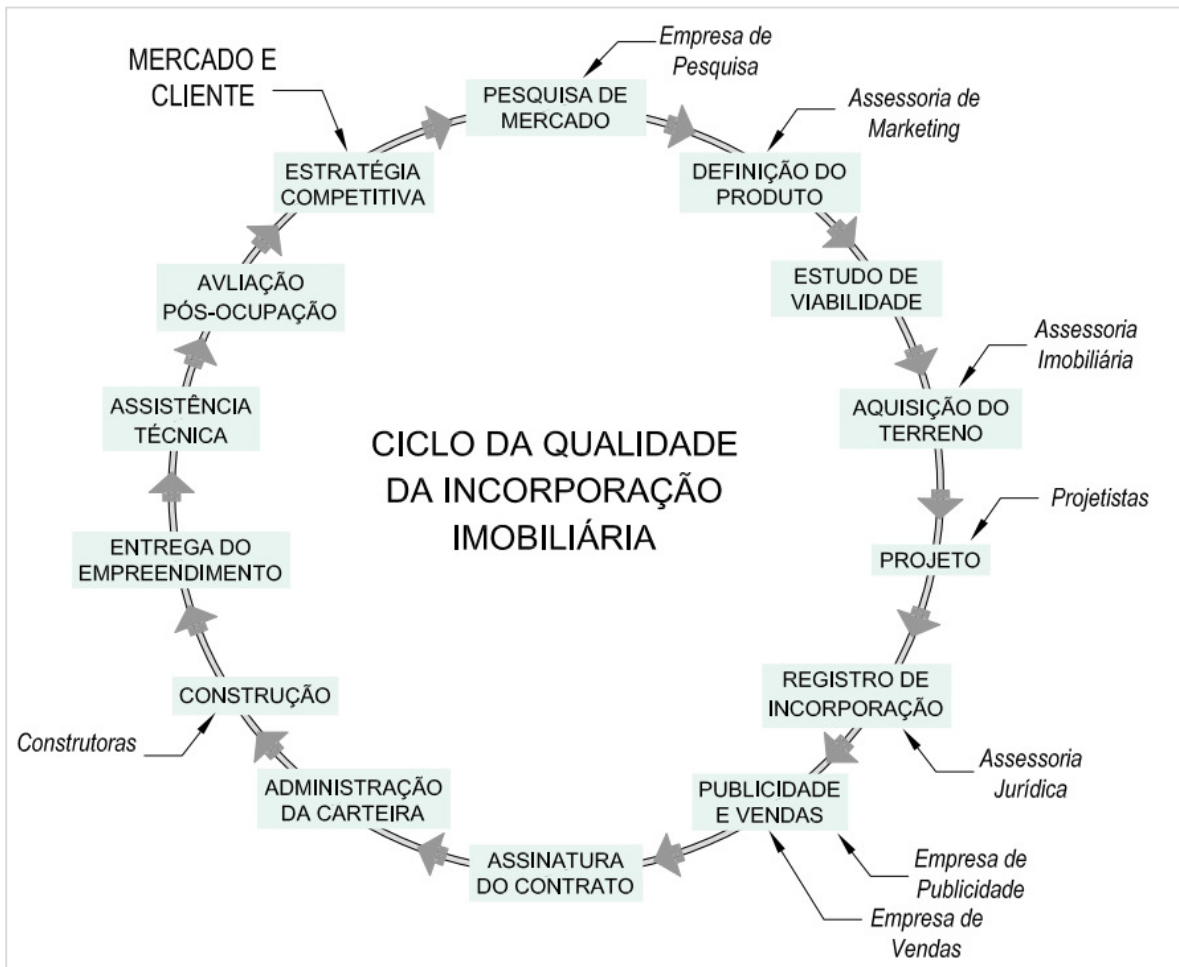 MERCADO E
CLIENTE
Empresa de
Pesquisa
PESQUISA DE
MERCADO
Assessoria de
Marketing
DEFINIÇÃO DO
PRODUTO
ESTUDO DE
VIABILIDADE
Assessoria
Imobiliária
AQUISIÇÃO DO
TERRENO
Projetistas
PROJETO
REGISTRO DE
INCORPORAÇÃO
Assessoria
Jurídica
PUBLICIDADE
E VENDAS
Empresa de
Publicidade
Empresa de
Vendas
ASSINATURA
DO CONTRATO
ADMINISTRAÇÃO
DA CARTEIRA
CONSTRUÇÃO
Construtoras
ENTREGA DO
EMPREENDIMENTO
ASSISTÊNCIA
TÉCNICA
AVLIAÇÃO
PÓS-OCUPAÇÃO
ESTRATÉGIA
COMPETITIVA
CICLO DA QUALIDADE
DA INCORPORAÇÃO
IMOBILIÁRIA